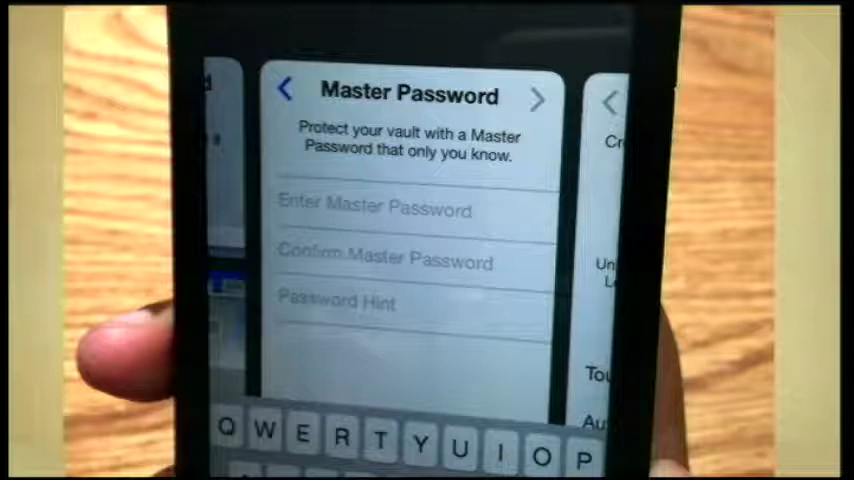 Master Password
Protect your vault with a Master
Password that only you know.
Enter Master Password
Confirm Master Password
Password Hint
Q W E R T Y U I O P